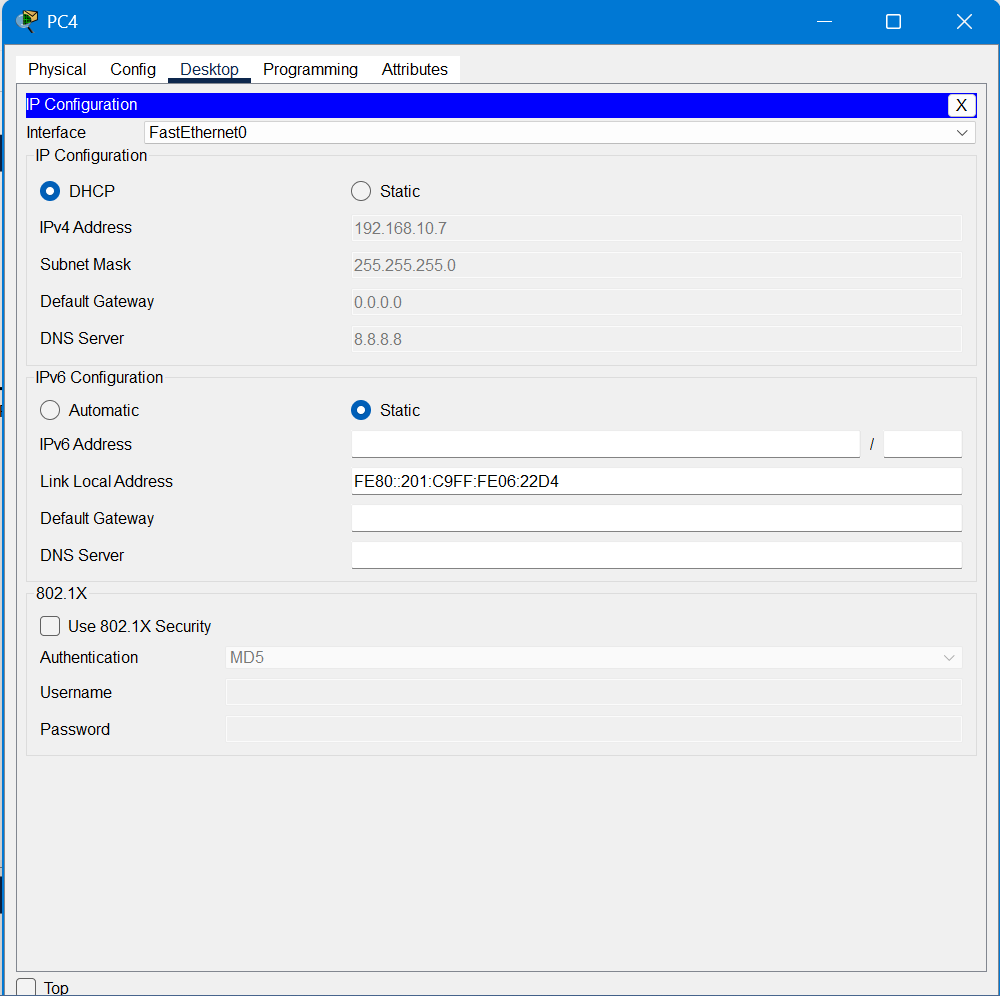 PC4
Physical Config Desktop Programming Attributes
IP Configuration X
Interface FastEthernet0
IP Configuration
DHCP Static
IPv4 Address 192.168.10.7
Subnet Mask 255.255.255.0
Default Gateway 0.0.0.0
DNS Server 8.8.8.8
IPv6 Configuration
Automatic Static
IPv6 Address /
Link Local Address FE80::201:C9FF:FE06:22D4
Default Gateway
DNS Server
802.1X
Use 802.1X Security
Authentication MD5
Username
Password
Top